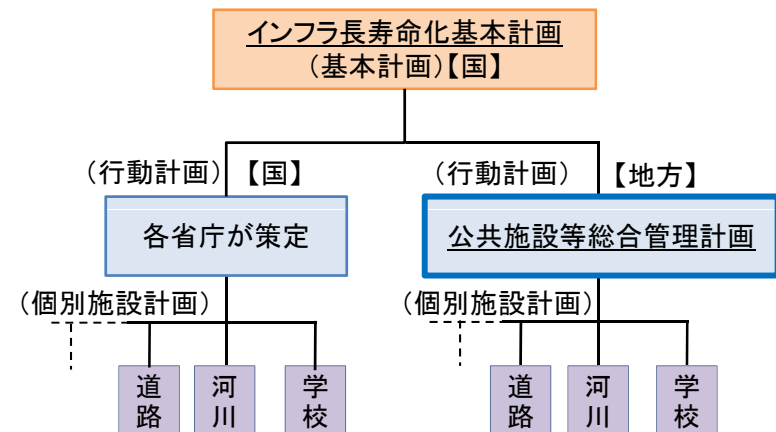 インフラ長寿命化基本計画
(基本計画)【国】
(行動計画) 【国】 (行動計画) 【地方】
各省庁が策定 公共施設等総合管理計画
(個別施設計画) (個別施設計画)
道路 河川 学校 道路 河川 学校